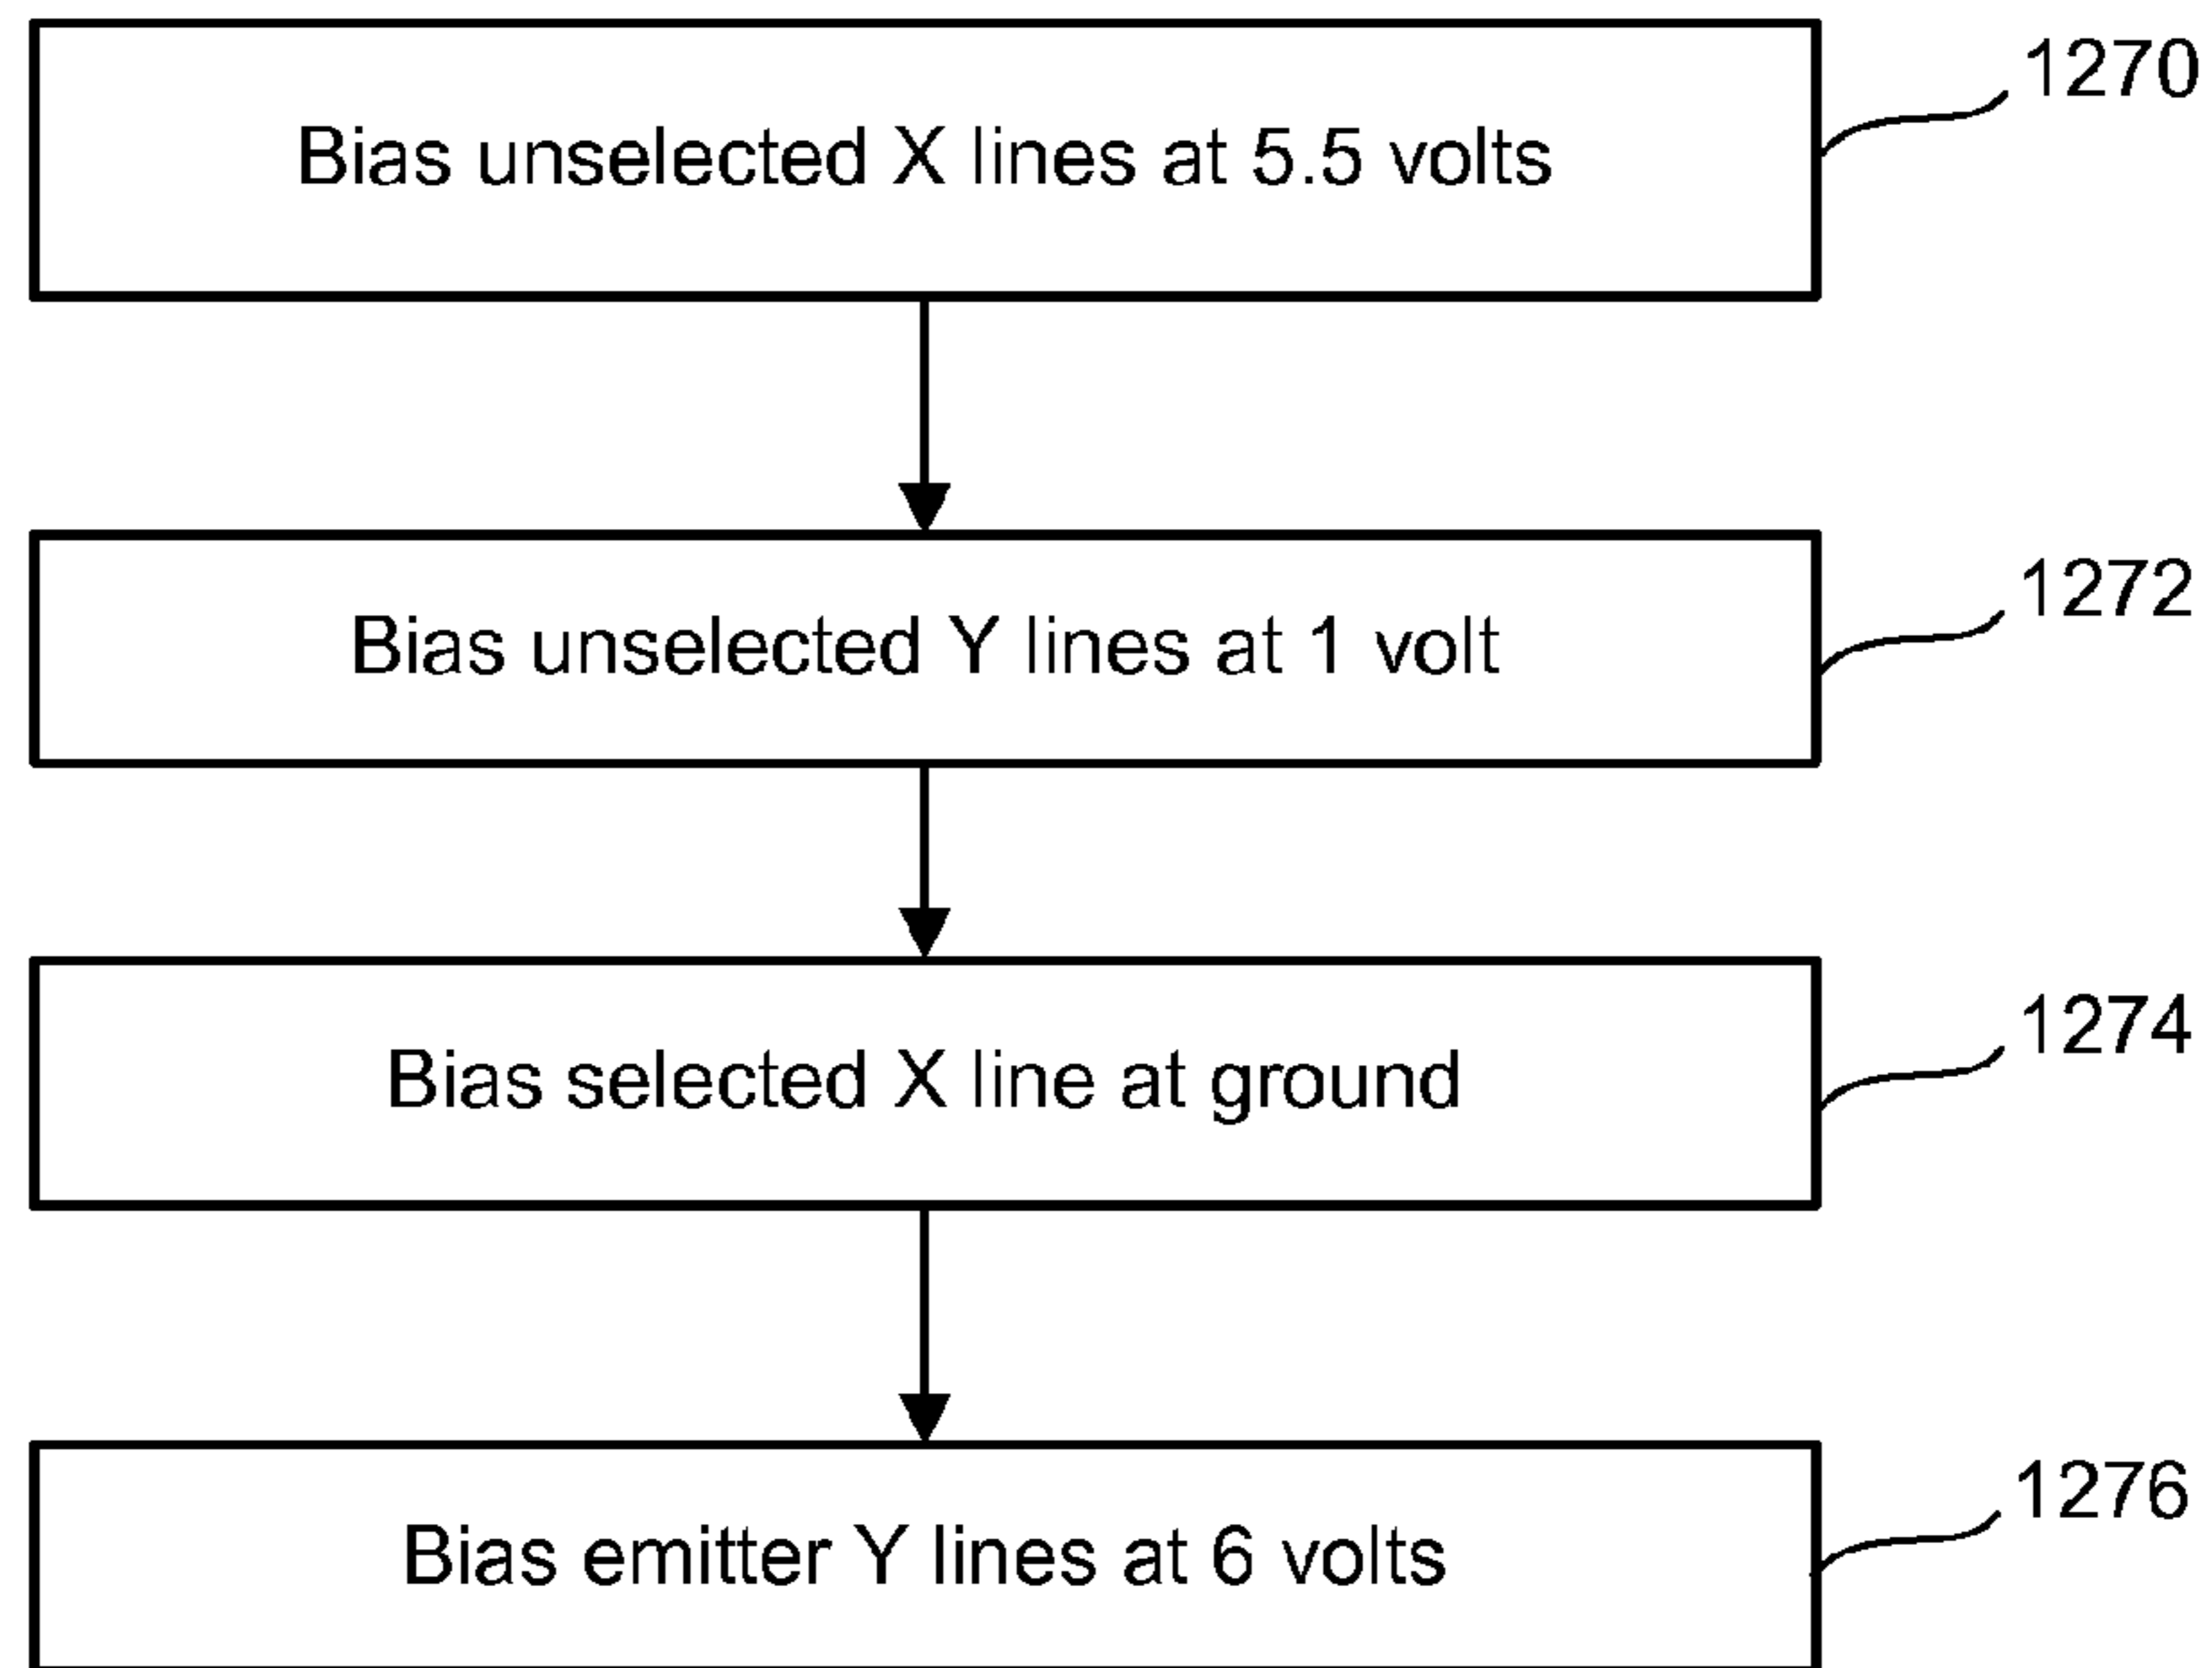 Bias unselected X lines at 5.5 volts
1270
Bias unselected Y lines at 1 volt
1272
Bias selected X line at ground
1274
Bias emitter Y lines at 6 volts
1276